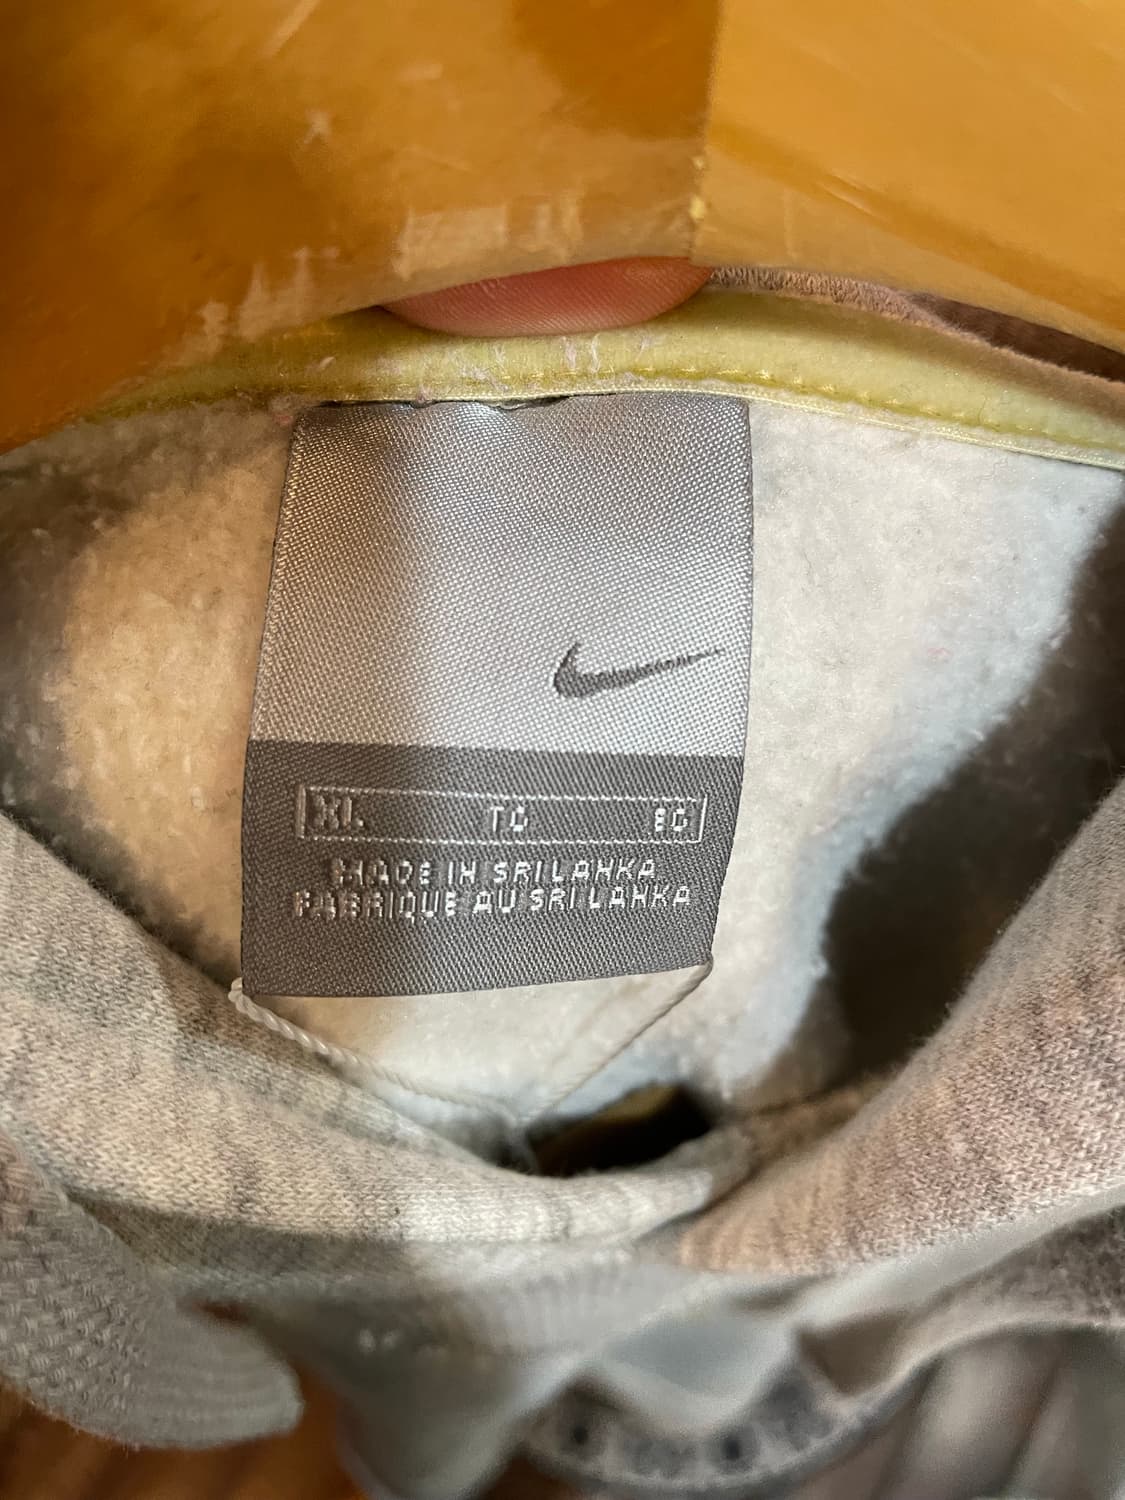 XL TG EG
MADE IN SRI LANKA
FABRIQUE AU SRI LANKA